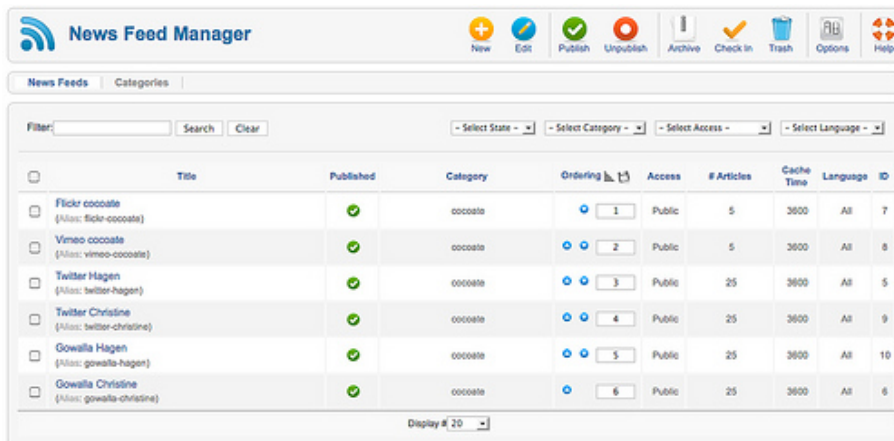 News Feed Manager
New Edit Publish Unpublish Archive Check In Trash Options Help
News Feeds Categories
Filter: Search Clear - Select State - - Select Category - - Select Access - - Select Language -
Title Published Category Ordering Access # Articles Cache Time Language ID
Flickr cocoate cocoate 1 Public 5 3600 All 7
(Alias: flickr-cocoate)
Vimeo cocoate cocoate 2 Public 5 3600 All 8
(Alias: vimeo-cocoate)
Twitter Hagen cocoate 3 Public 25 3600 All 5
(Alias: twitter-hagen)
Twitter Christine cocoate 4 Public 25 3600 All 9
(Alias: twitter-christine)
Gowalla Hagen cocoate 5 Public 25 3600 All 10
(Alias: gowalla-hagen)
Gowalla Christine cocoate 6 Public 25 3600 All 6
(Alias: gowalla-christine)
Display # 20